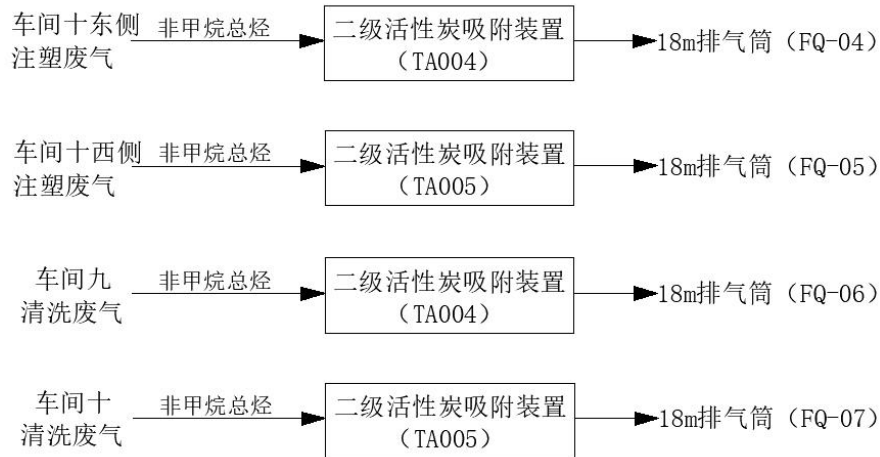 车间十东侧
注塑废气
非甲烷总烃
二级活性炭吸附装置
（TA004）
18m排气筒（FQ-04）
车间十西侧
注塑废气
非甲烷总烃
二级活性炭吸附装置
（TA005）
18m排气筒（FQ-05）
车间九
清洗废气
非甲烷总烃
二级活性炭吸附装置
（TA004）
18m排气筒（FQ-06）
车间十
清洗废气
非甲烷总烃
二级活性炭吸附装置
（TA005）
18m排气筒（FQ-07）